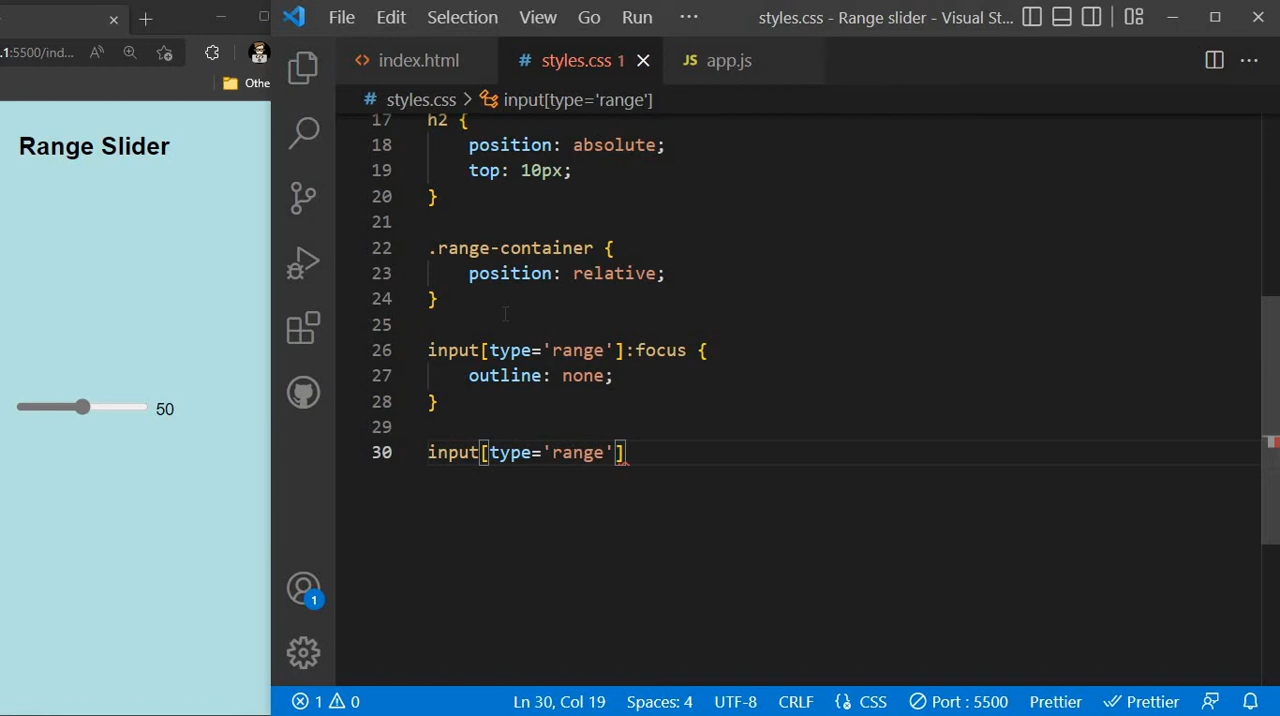 File Edit Selection View Go Run ··· styles.css - Range slider - Visual St...
.1:5500/ind...
Othe
index.html
# styles.css 1
JS app.js
# styles.css > input[type='range']
Range Slider
50
17 h2 {
18 position: absolute;
19 top: 10px;
20 }
21
22 .range-container {
23 position: relative;
24 }
25
26 input[type='range']:focus {
27 outline: none;
28 }
29
30 input[type='range']
1
1 0 Ln 30, Col 19 Spaces: 4 UTF-8 CRLF {} CSS Port : 5500 Prettier Prettier